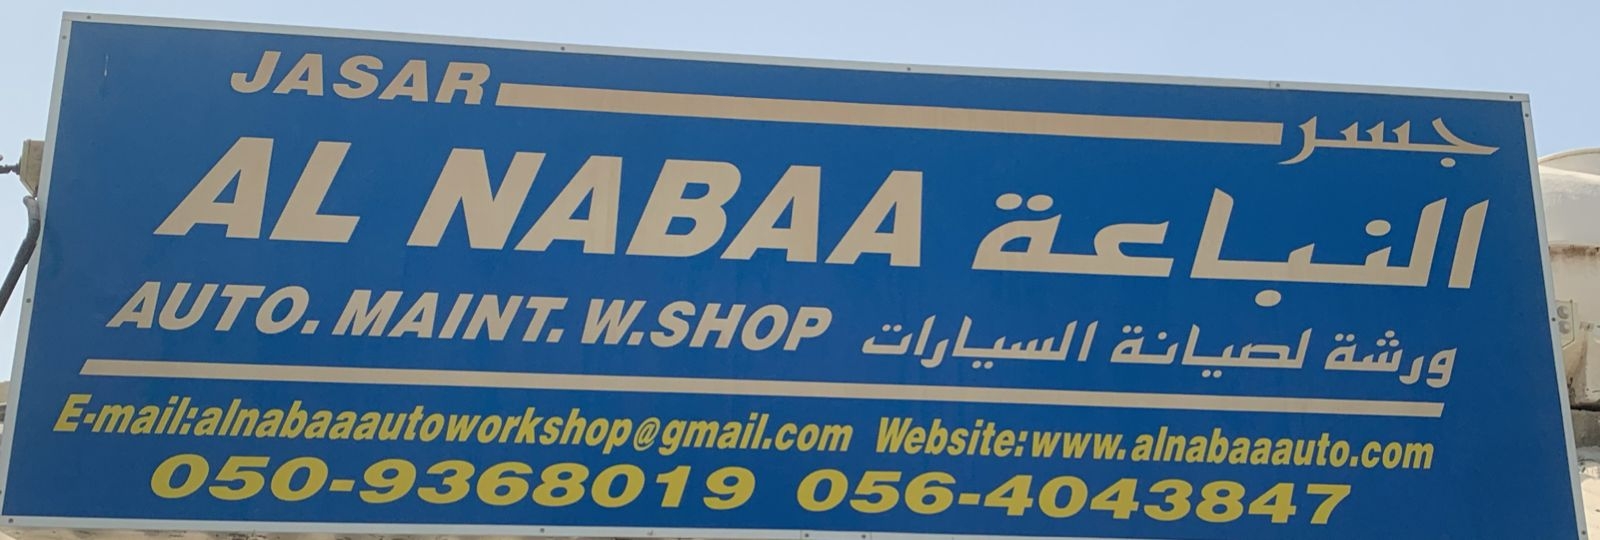 JASAR جسر
AL NABAA النباعة
AUTO. MAINT. W.SHOP ورشة لصيانة السيارات
E-mail:alnabaaautoworkshop@gmail.com Website:www.alnabaaauto.com
050-9368019 056-4043847